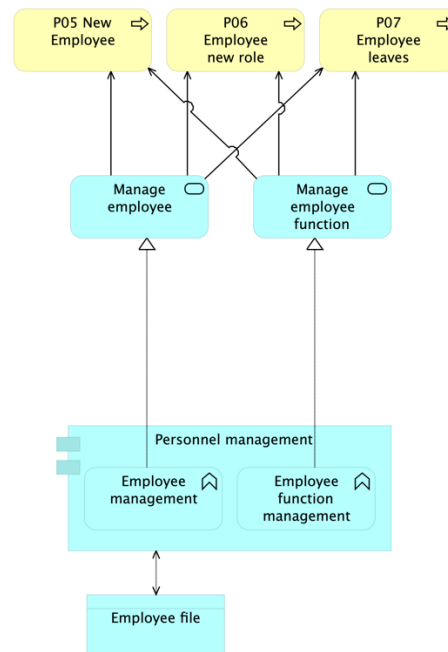 P05 New
Employee
P06
Employee
new role
P07
Employee
leaves
Manage
employee
Manage
employee
function
Personnel management
Employee
management
Employee
function
management
Employee file